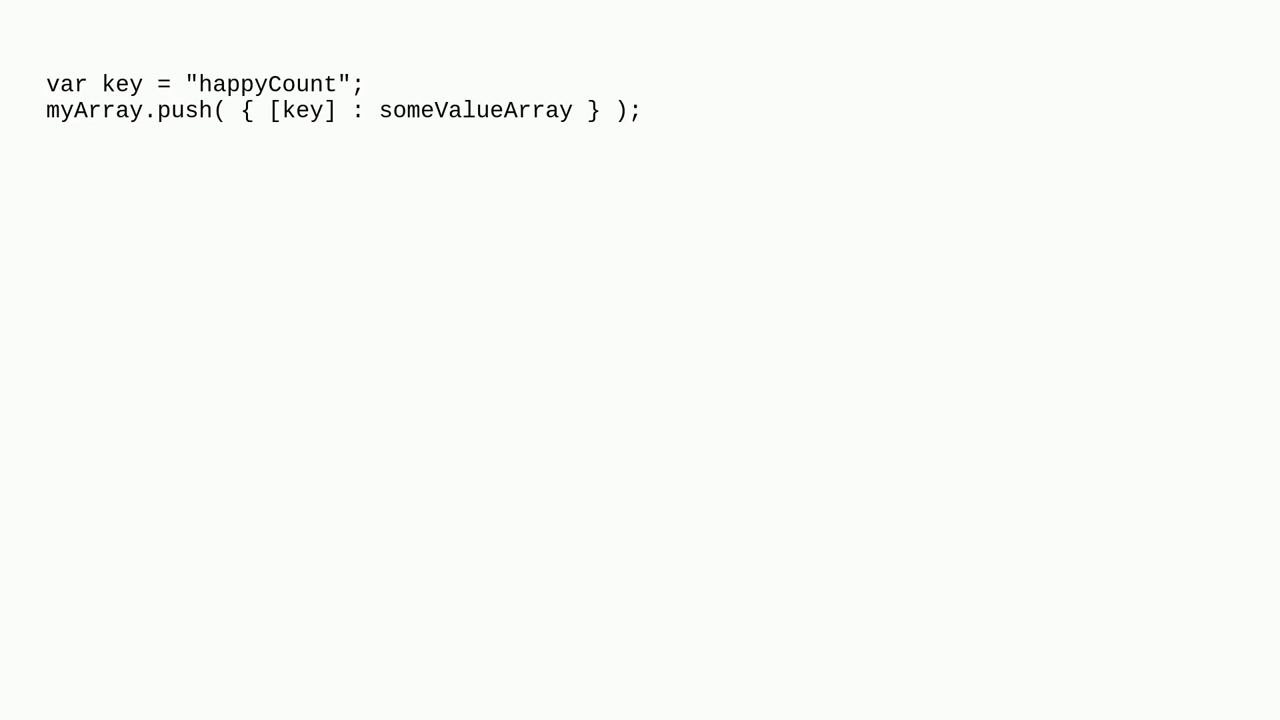 var key = "happyCount";
myArray.push( { [key] : someValueArray } );